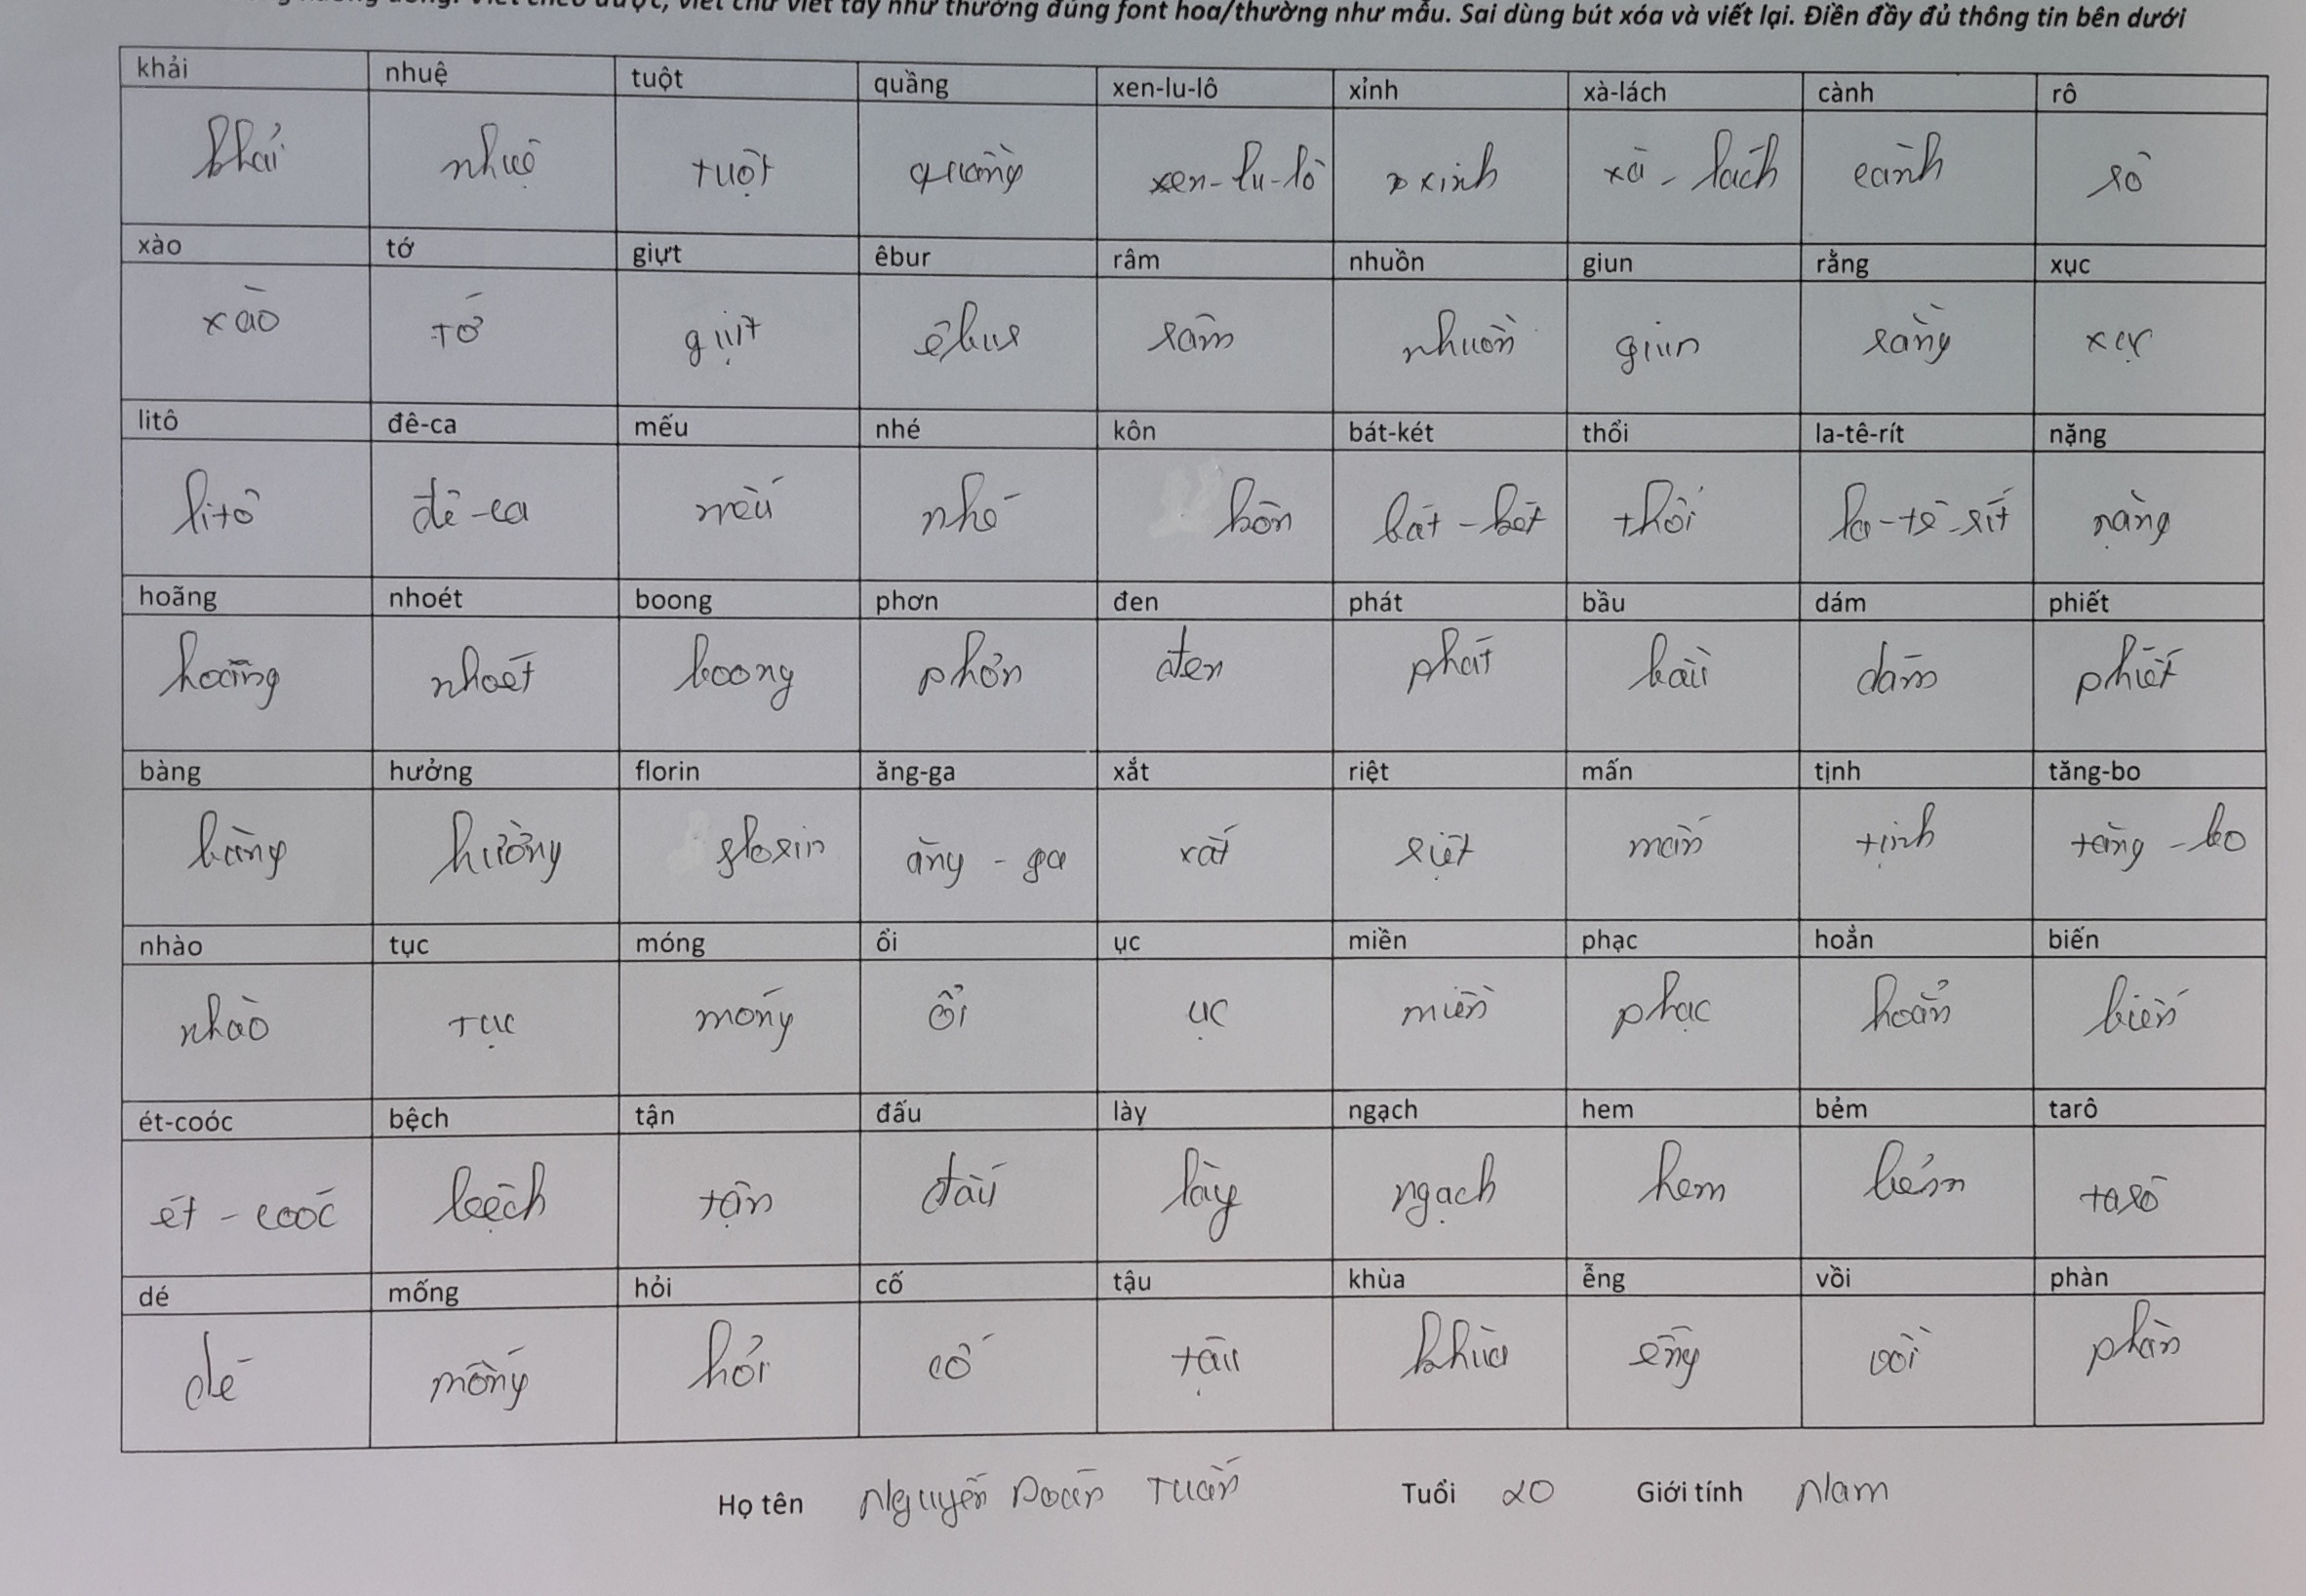 viết chữ viết tay như thường đúng font hoa/thường như mẫu. Sai dùng bút xóa và viết lại. Điền đầy đủ thông tin bên dưới
khải nhuệ tuột quầng xen-lu-lô xỉnh xà-lách cành rô
khải nhuệ tuột quầng xen-lu-lô xỉnh xà-lách cành rô
xào tớ giựt êbur râm nhuồn giun rằng xục
xào tớ giựt êbur râm nhuồn giun rằng xục
litô đê-ca mếu nhé kôn bát-két thổi la-tê-rít nặng
litô đê-ca mếu nhé kôn bát-két thổi la-tê-rít nặng
hoãng nhoét boong phơn đen phát bầu dám phiết
hoãng nhoét boong phơn đen phát bầu dám phiết
bàng hưởng florin ăng-ga xắt riệt mấn tịnh tăng-bo
bàng hưởng florin ăng-ga xắt riệt mấn tịnh tăng-bo
nhào tục móng ổi ục miền phạc hoẳn biến
nhào tục móng ổi ục miền phạc hoẳn biến
ét-coóc bệch tận đấu lày ngạch hem bẻm tarô
ét-coóc bệch tận đấu lày ngạch hem bẻm tarô
dé mống hỏi cố tậu khùa ễng vồi phàn
dé mống hỏi cố tậu khùa ễng vồi phàn
Họ tên Nguyễn Doãn Tuấn Tuổi 20 Giới tính Nam